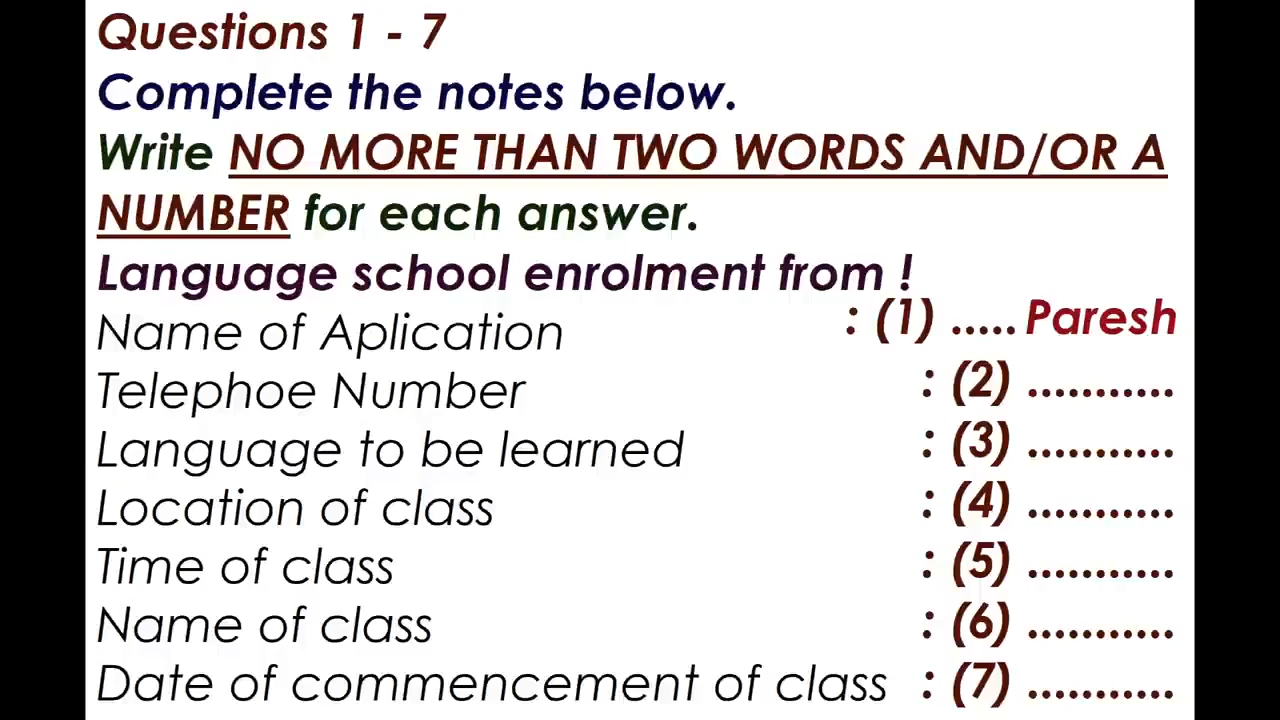 Questions 1 - 7
Complete the notes below.
Write NO MORE THAN TWO WORDS AND/OR A
NUMBER for each answer.
Language school enrolment from !
Name of Aplication : (1) ..... Paresh
Telephoe Number : (2) ...........
Language to be learned : (3) ...........
Location of class : (4) ...........
Time of class : (5) ...........
Name of class : (6) ...........
Date of commencement of class : (7) ...........